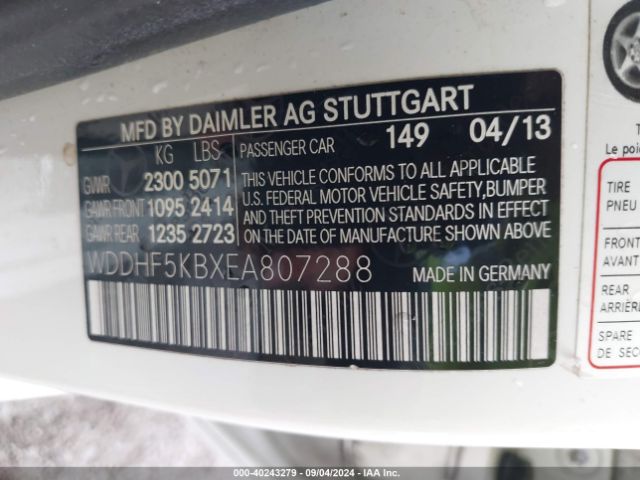 MFD BY DAIMLER AG STUTTGART
KG LBS
PASSENGER CAR 149 04/13
GVWR 2300 5071
GAWR FRONT 1095 2414
GAWR REAR 1235 2723
THIS VEHICLE CONFORMS TO ALL APPLICABLE
U.S. FEDERAL MOTOR VEHICLE SAFETY,BUMPER
AND THEFT PREVENTION STANDARDS IN EFFECT
ON THE DATE OF MANUFACTURE SHOWN ABOVE
WDDHF5KBXEA807288
MADE IN GERMANY
Le poi
TIRE
PNEU
FRONT
AVANT
REAR
ARRIÈR
SPARE
DE SECO
000-40243279 - 09/04/2024 - IAA Inc.